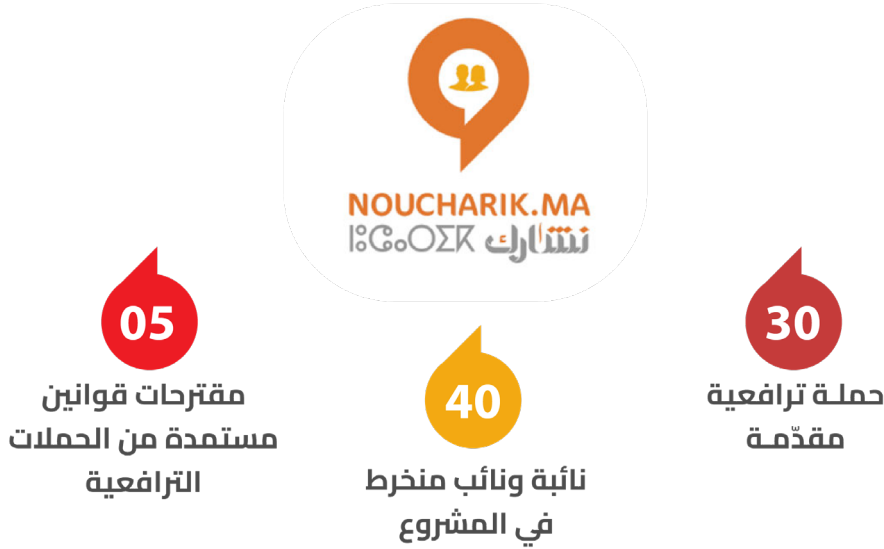 NOUCHARIK.MA
ⵏⵓⵛⴰⵔⵉⴽ نشارك
30
حملـة ترافعية
مقدّمـة
40
نائبة ونائب منخرط
في المشروع
05
مقترحات قوانين
مستمدة من الحملات
الترافعية